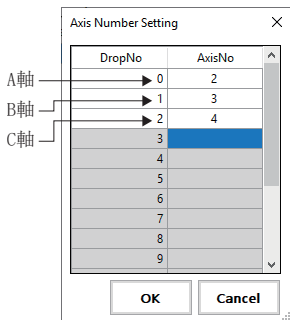 Axis Number Setting
DropNo AxisNo
A軸 0 2
B軸 1 3
C軸 2 4
3
4
5
6
7
8
9
OK Cancel